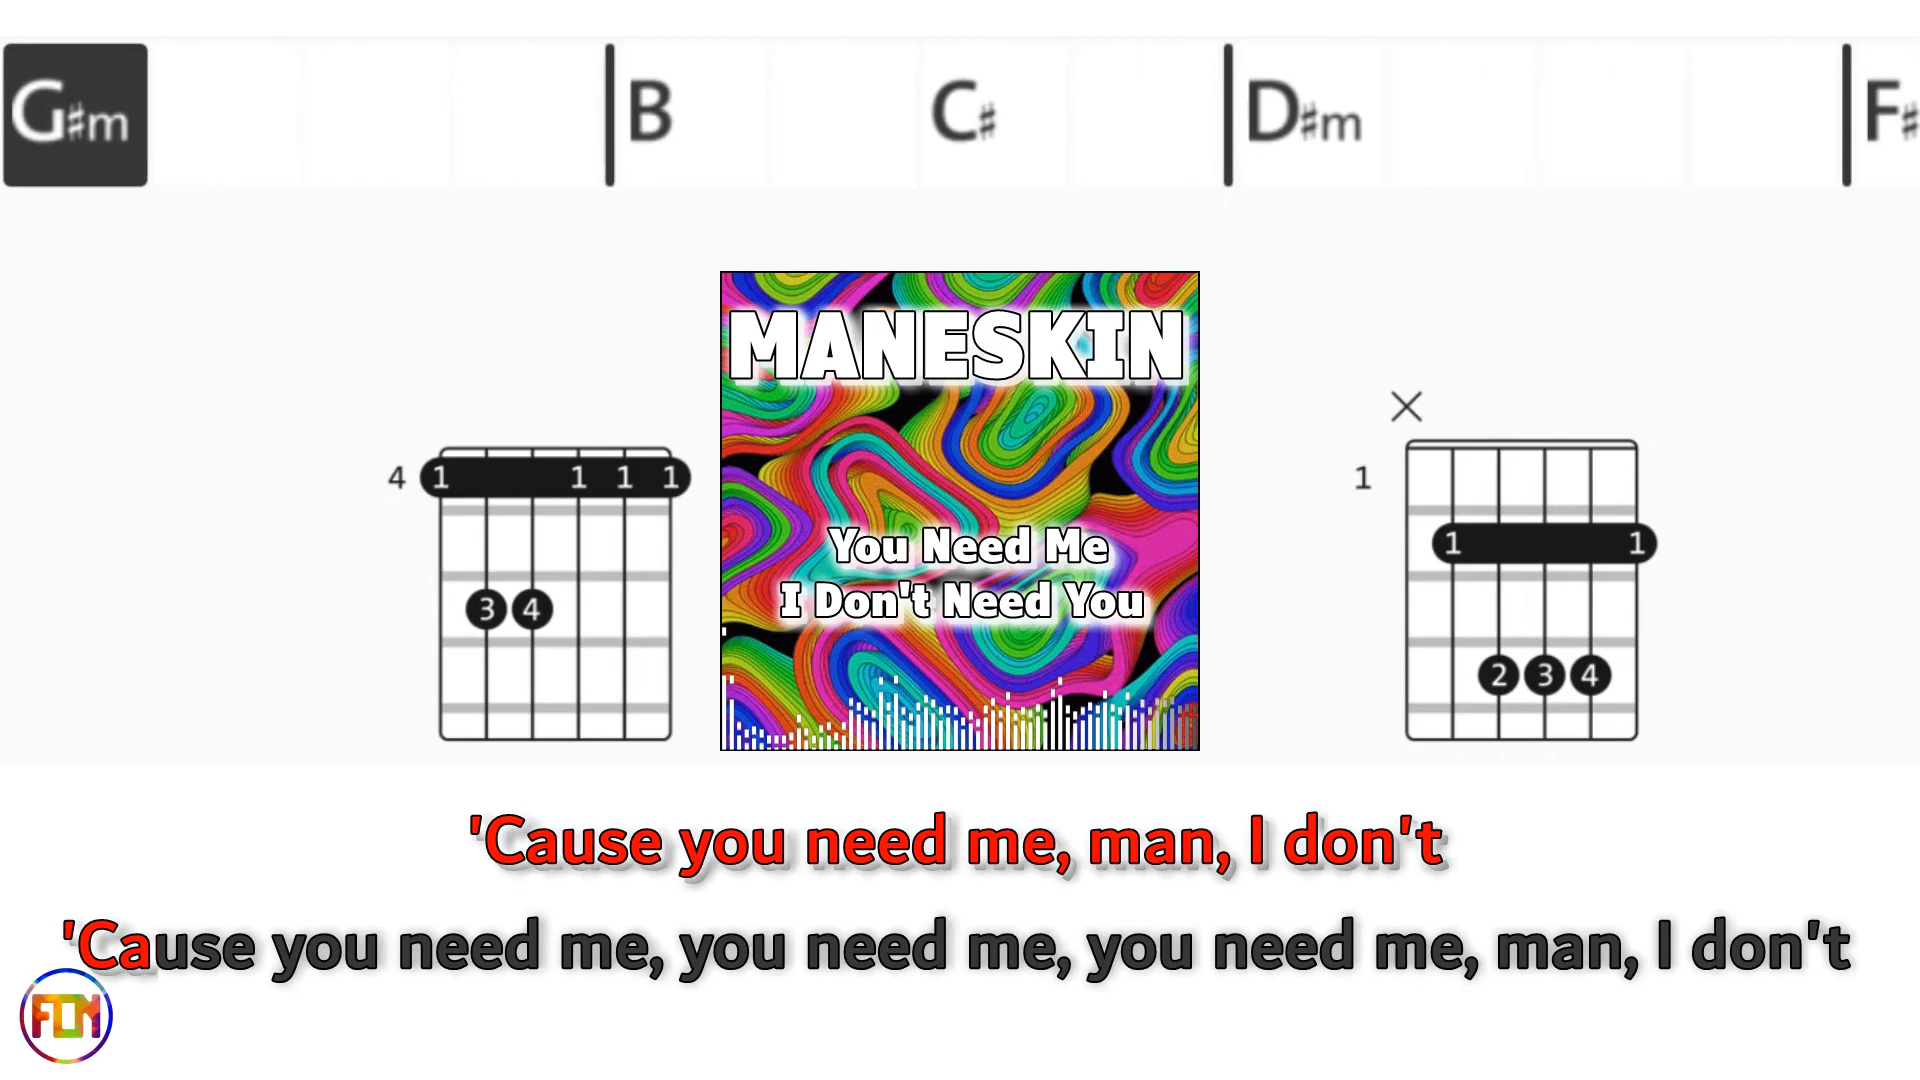 G#m B C# D#m F#
MANESKIN
4 1 1 1 1
1
1 1
You Need Me
I Don't Need You
3 4
2 3 4
'Cause you need me, man, I don't
'Cause you need me, you need me, you need me, man, I don't
FIM